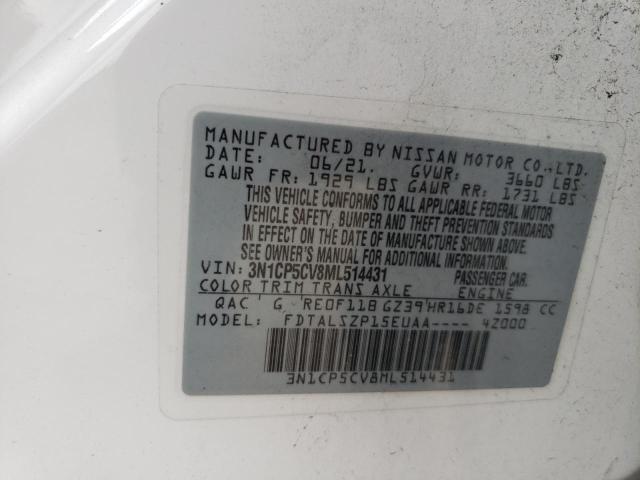 MANUFACTURED BY NISSAN MOTOR CO., LTD.
DATE: 06/21. GVWR: 3660 LBS
GAWR FR: 1929 LBS GAWR RR: 1731 LBS
THIS VEHICLE CONFORMS TO ALL APPLICABLE FEDERAL MOTOR
VEHICLE SAFETY, BUMPER AND THEFT PREVENTION STANDARDS
IN EFFECT ON THE DATE OF MANUFACTURE SHOWN ABOVE.
SEE OWNER'S MANUAL FOR ADDITIONAL INFORMATION.
VIN: 3N1CP5CV8ML514431 PASSENGER CAR.
COLOR TRIM TRANS AXLE ENGINE
QAC G RE0F11B GZ39 HR16DE 1598 CC
MODEL FDTALSZP15EUAA---- 4Z000
3N1CP5CV8ML514431